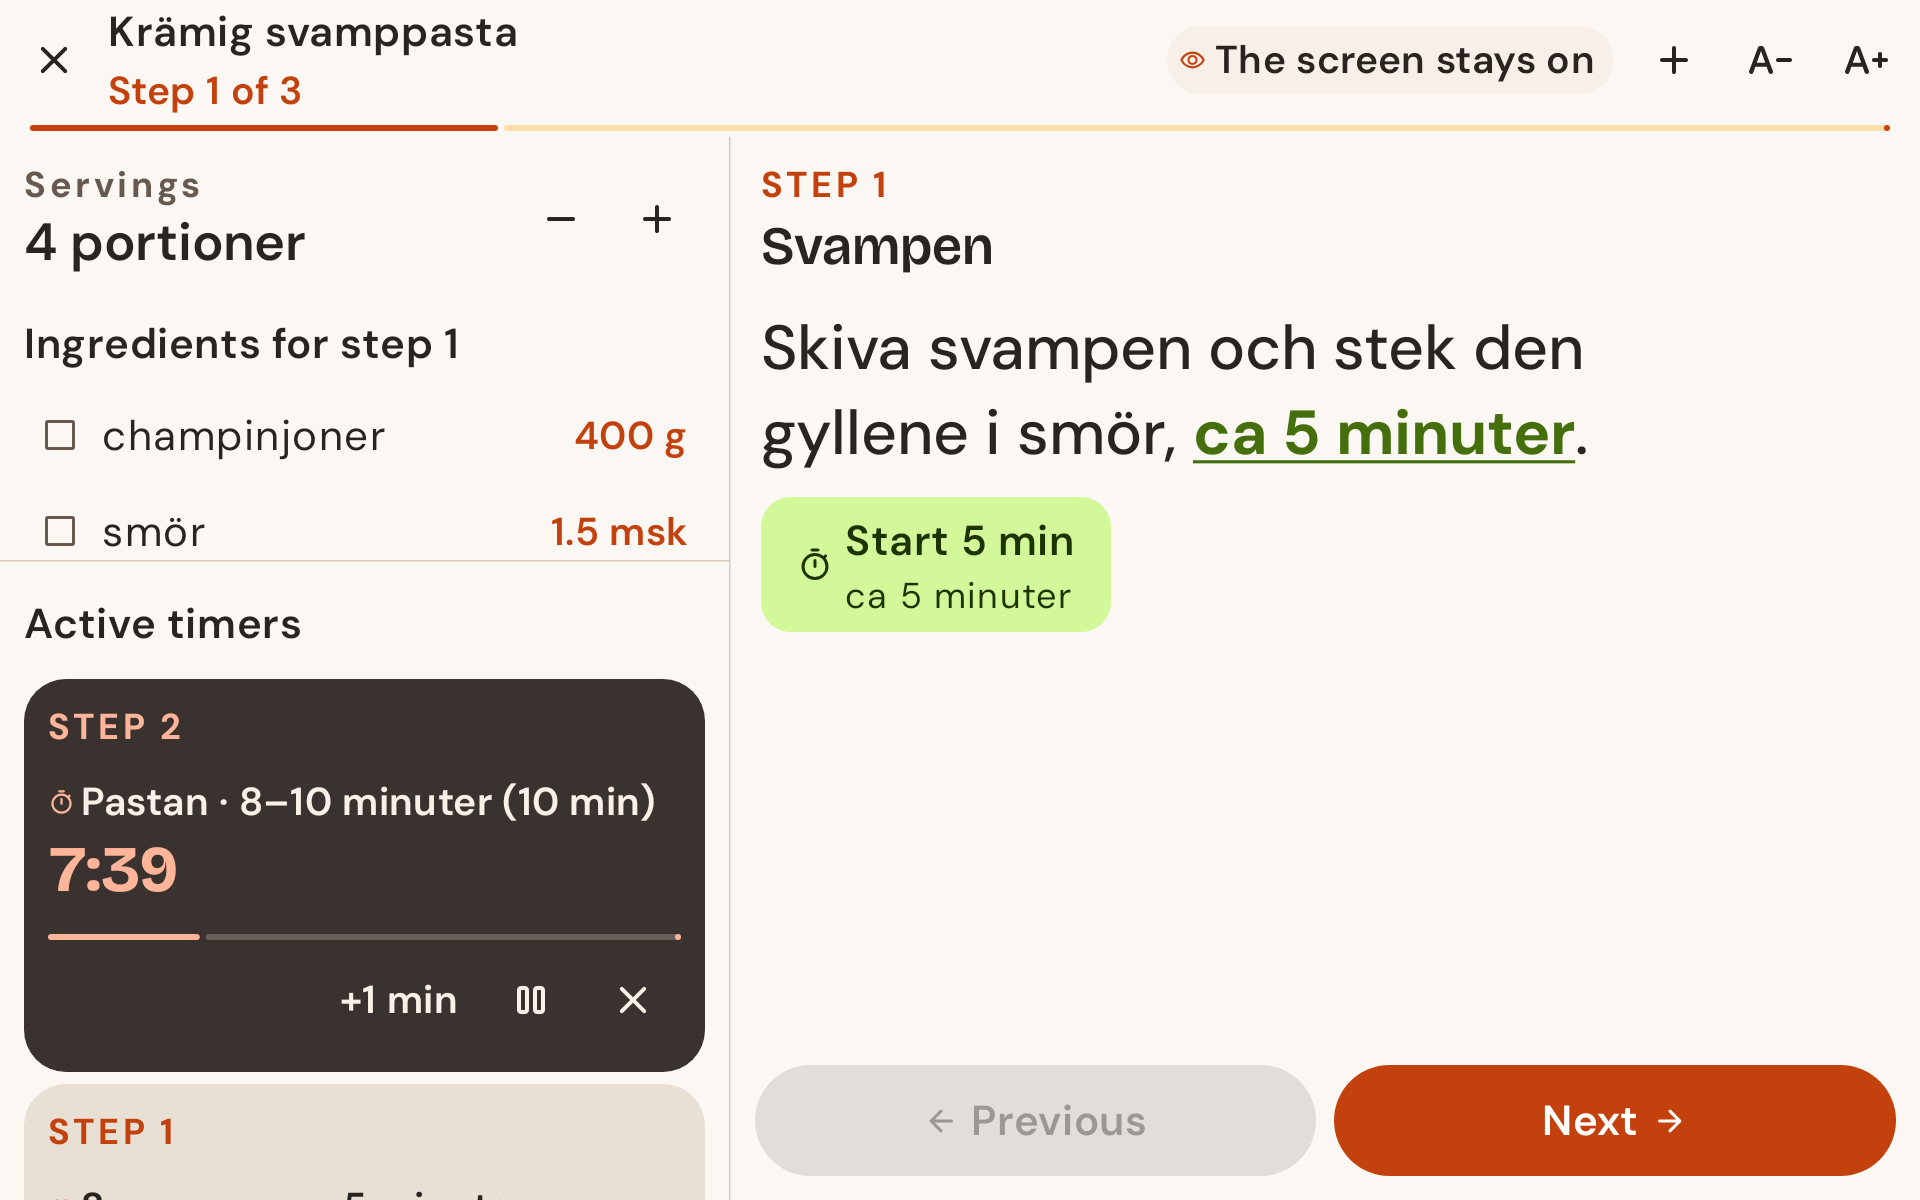 Krämig svamppasta
Step 1 of 3
The screen stays on
A-
A+
Servings
4 portioner
Ingredients for step 1
champinjoner 400 g
smör 1.5 msk
Active timers
STEP 2
Pastan · 8–10 minuter (10 min)
7:39
+1 min
STEP 1
STEP 1
Svampen
Skiva svampen och stek den
gyllene i smör, ca 5 minuter.
Start 5 min
ca 5 minuter
← Previous
Next →